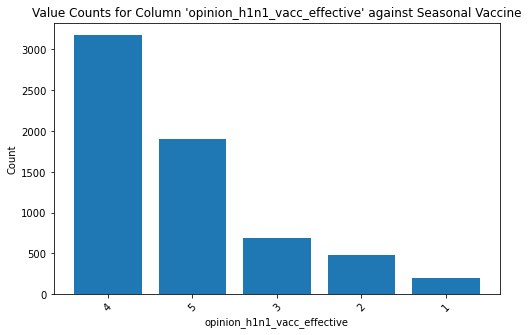 Value Counts for Column 'opinion_h1n1_vacc_effective' against Seasonal Vaccine
3000
2500
2000
1500
1000
500
0
Count
4 5 3 2 1
opinion_h1n1_vacc_effective